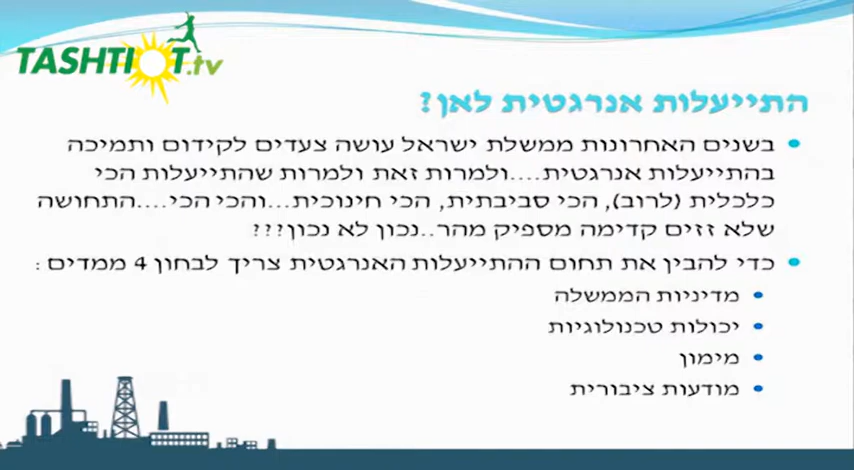 TASHTIOT.tv
התייעלות אנרגטית לאן?
בשנים האחרונות ממשלת ישראל עושה צעדים לקידום ותמיכה
בהתייעלות אנרגטית....ולמרות זאת ולמרות שהתייעלות הכי
כלכלית (לרוב), הכי סביבתית, הכי חינוכית...והכי הכי....התחושה
שלא זזים קדימה מספיק מהר..נכון לא נכון???
כדי להבין את תחום ההתייעלות האנרגטית צריך לבחון 4 ממדים:
מדיניות הממשלה
יכולות טכנולוגיות
מימון
מודעות ציבורית